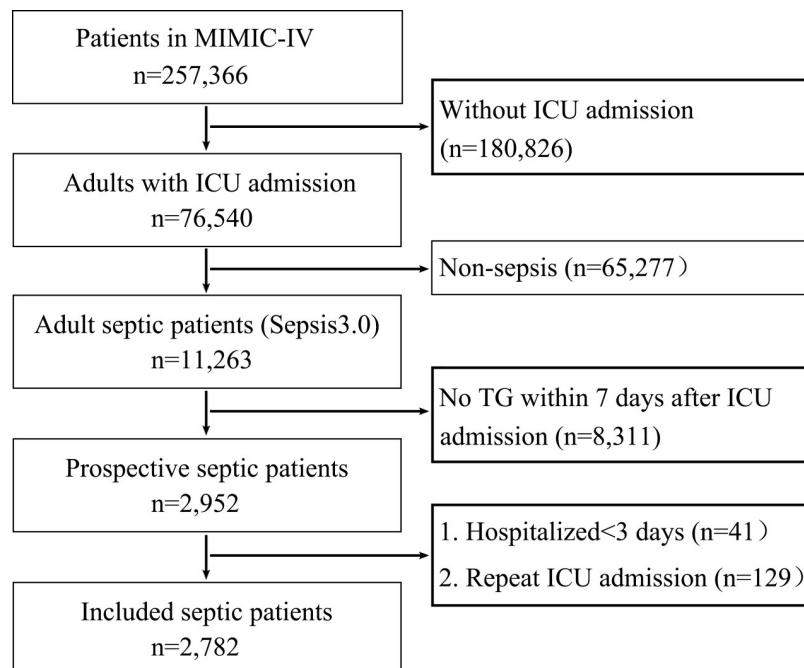 Patients in MIMIC-IV
n=257,366
Without ICU admission
(n=180,826)
Adults with ICU admission
n=76,540
Non-sepsis (n=65,277）
Adult septic patients (Sepsis3.0)
n=11,263
No TG within 7 days after ICU
admission (n=8,311)
Prospective septic patients
n=2,952
1. Hospitalized<3 days (n=41）
2. Repeat ICU admission (n=129）
Included septic patients
n=2,782